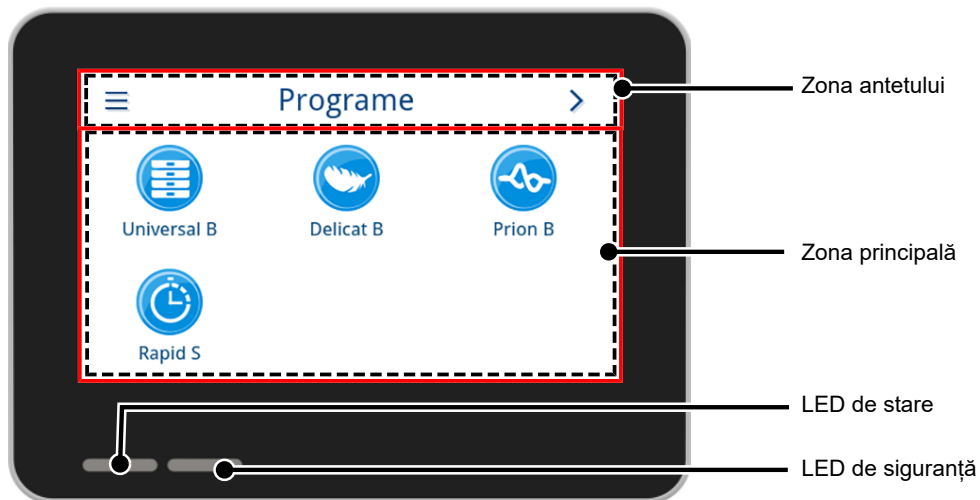 Programe
Zona antetului
Universal B
Delicat B
Prion B
Zona principală
Rapid S
LED de stare
LED de siguranță